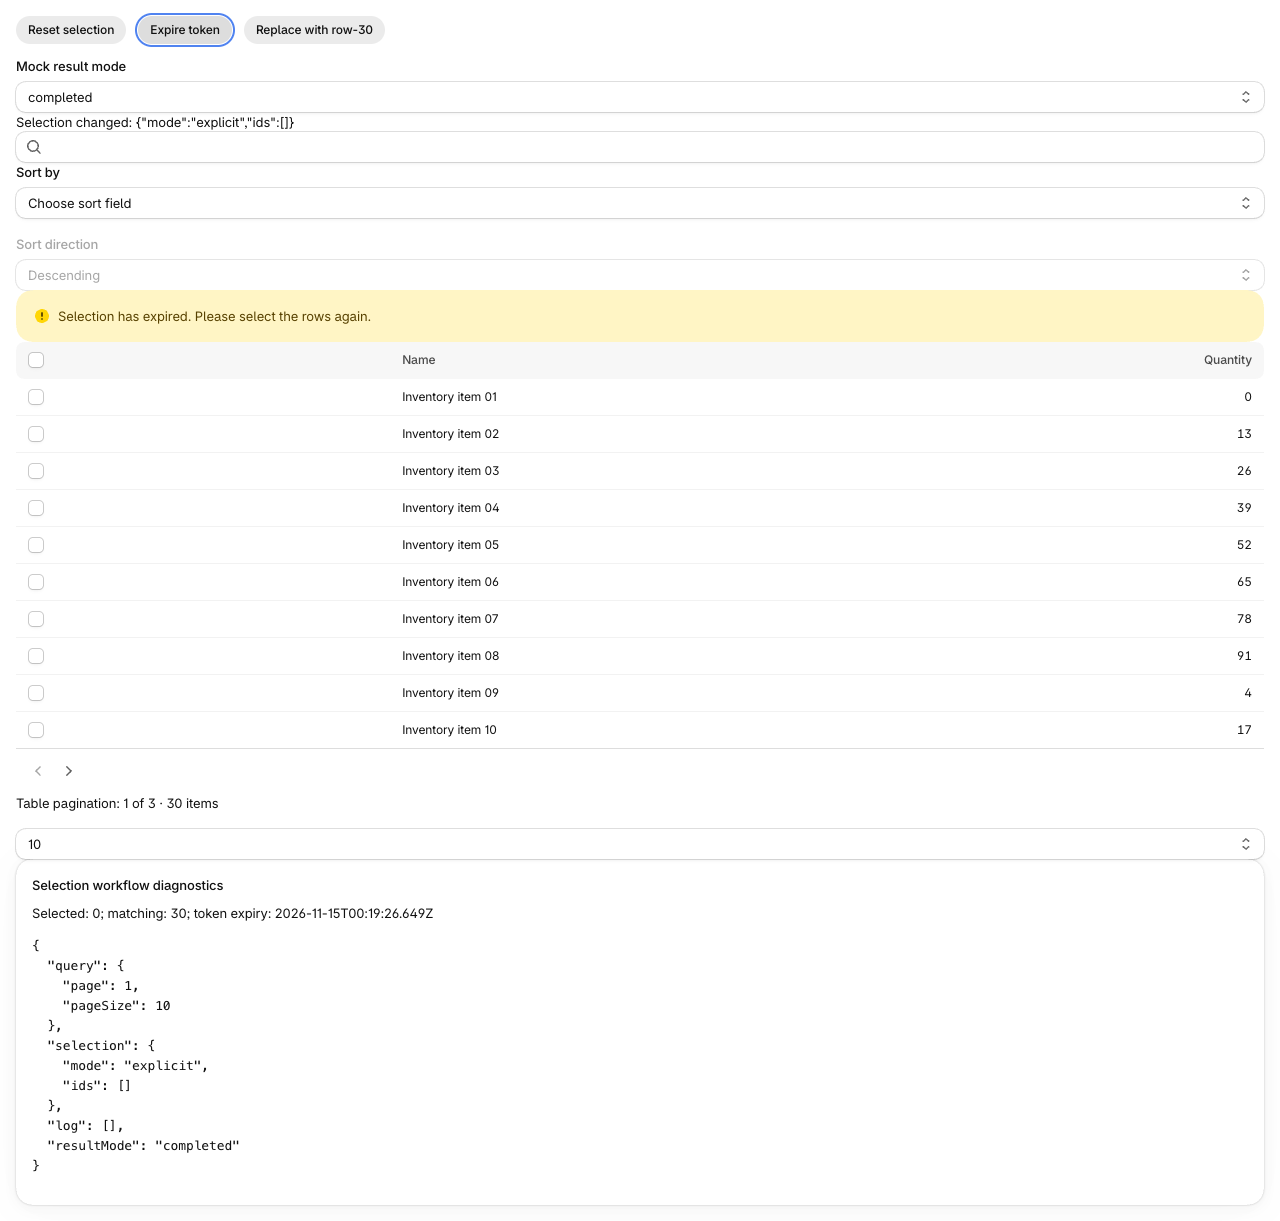 Reset selection Expire token Replace with row-30
Mock result mode
completed
Selection changed: {"mode":"explicit","ids":[]}
Sort by
Choose sort field
Sort direction
Descending
Selection has expired. Please select the rows again.
Name Quantity
Inventory item 01 0
Inventory item 02 13
Inventory item 03 26
Inventory item 04 39
Inventory item 05 52
Inventory item 06 65
Inventory item 07 78
Inventory item 08 91
Inventory item 09 4
Inventory item 10 17
Table pagination: 1 of 3 · 30 items
10
Selection workflow diagnostics
Selected: 0; matching: 30; token expiry: 2026-11-15T00:19:26.649Z
{
  "query": {
    "page": 1,
    "pageSize": 10
  },
  "selection": {
    "mode": "explicit",
    "ids": []
  },
  "log": [],
  "resultMode": "completed"
}